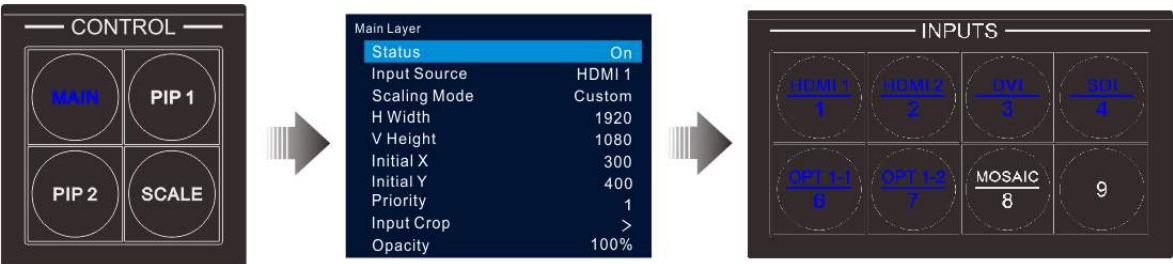 CONTROL
MAIN
PIP 1
PIP 2
SCALE
Main Layer
Status On
Input Source HDMI 1
Scaling Mode Custom
H Width 1920
V Height 1080
Initial X 300
Initial Y 400
Priority 1
Input Crop >
Opacity 100%
INPUTS
HDMI 1
1
HDMI 2
2
DVI
3
SDI
4
OPT 1-1
6
OPT 1-2
7
MOSAIC
8
9